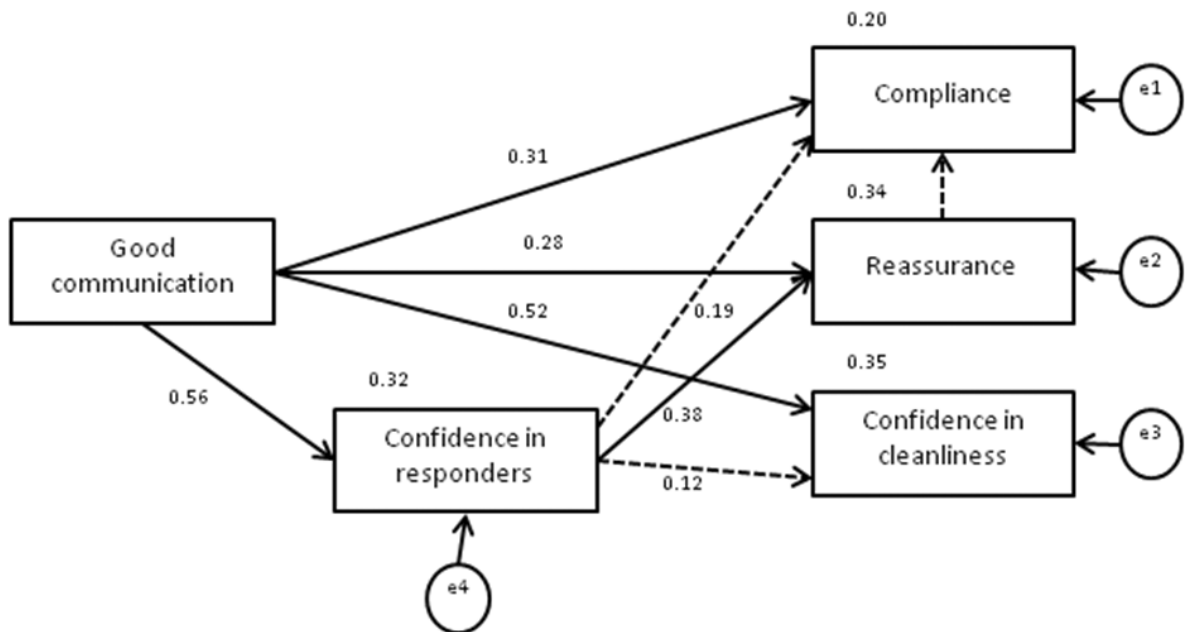 0.20
Compliance
e1
0.31
0.34
Good
communication
0.28
Reassurance
e2
0.52
0.19
0.35
0.56
0.32
Confidence in
responders
0.38
Confidence in
cleanliness
e3
0.12
e4